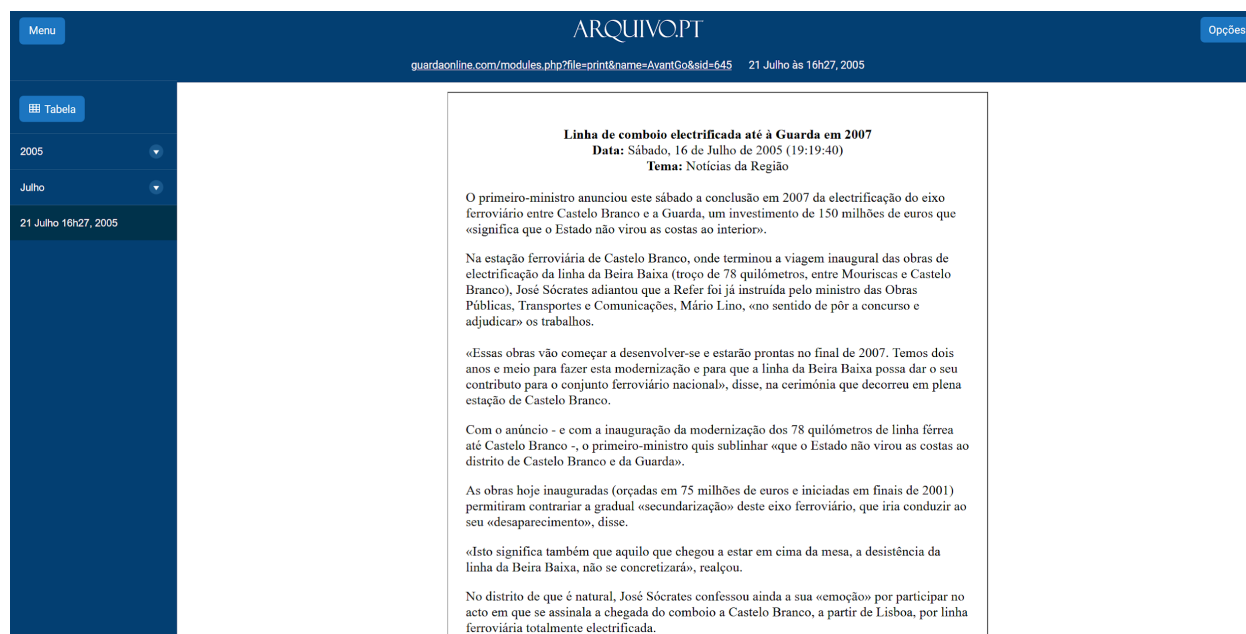 Menu
ARQUIVO.PT
Opções
guardaonline.com/modules.php?file=print&name=AvantGo&sid=645 21 Julho às 16h27, 2005
Tabela
2005
Julho
21 Julho 16h27, 2005
Linha de comboio electrificada até à Guarda em 2007
Data: Sábado, 16 de Julho de 2005 (19:19:40)
Tema: Notícias da Região
O primeiro-ministro anunciou este sábado a conclusão em 2007 da electrificação do eixo
ferroviário entre Castelo Branco e a Guarda, um investimento de 150 milhões de euros que
«significa que o Estado não virou as costas ao interior».
Na estação ferroviária de Castelo Branco, onde terminou a viagem inaugural das obras de
electrificação da linha da Beira Baixa (troço de 78 quilómetros, entre Mouriscas e Castelo
Branco), José Sócrates adiantou que a Refer foi já instruída pelo ministro das Obras
Públicas, Transportes e Comunicações, Mário Lino, «no sentido de pôr a concurso e
adjudicar» os trabalhos.
«Essas obras vão começar a desenvolver-se e estarão prontas no final de 2007. Temos dois
anos e meio para fazer esta modernização e para que a linha da Beira Baixa possa dar o seu
contributo para o conjunto ferroviário nacional», disse, na cerimónia que decorreu em plena
estação de Castelo Branco.
Com o anúncio - e com a inauguração da modernização dos 78 quilómetros de linha férrea
até Castelo Branco -, o primeiro-ministro quis sublinhar «que o Estado não virou as costas ao
distrito de Castelo Branco e da Guarda».
As obras hoje inauguradas (orçadas em 75 milhões de euros e iniciadas em finais de 2001)
permitiram contrariar a gradual «secundarização» deste eixo ferroviário, que iria conduzir ao
seu «desaparecimento», disse.
«Isto significa também que aquilo que chegou a estar em cima da mesa, a desistência da
linha da Beira Baixa, não se concretizará», realçou.
No distrito de que é natural, José Sócrates confessou ainda a sua «emoção» por participar no
acto em que se assinala a chegada do comboio a Castelo Branco, a partir de Lisboa, por linha
ferroviária totalmente electrificada.